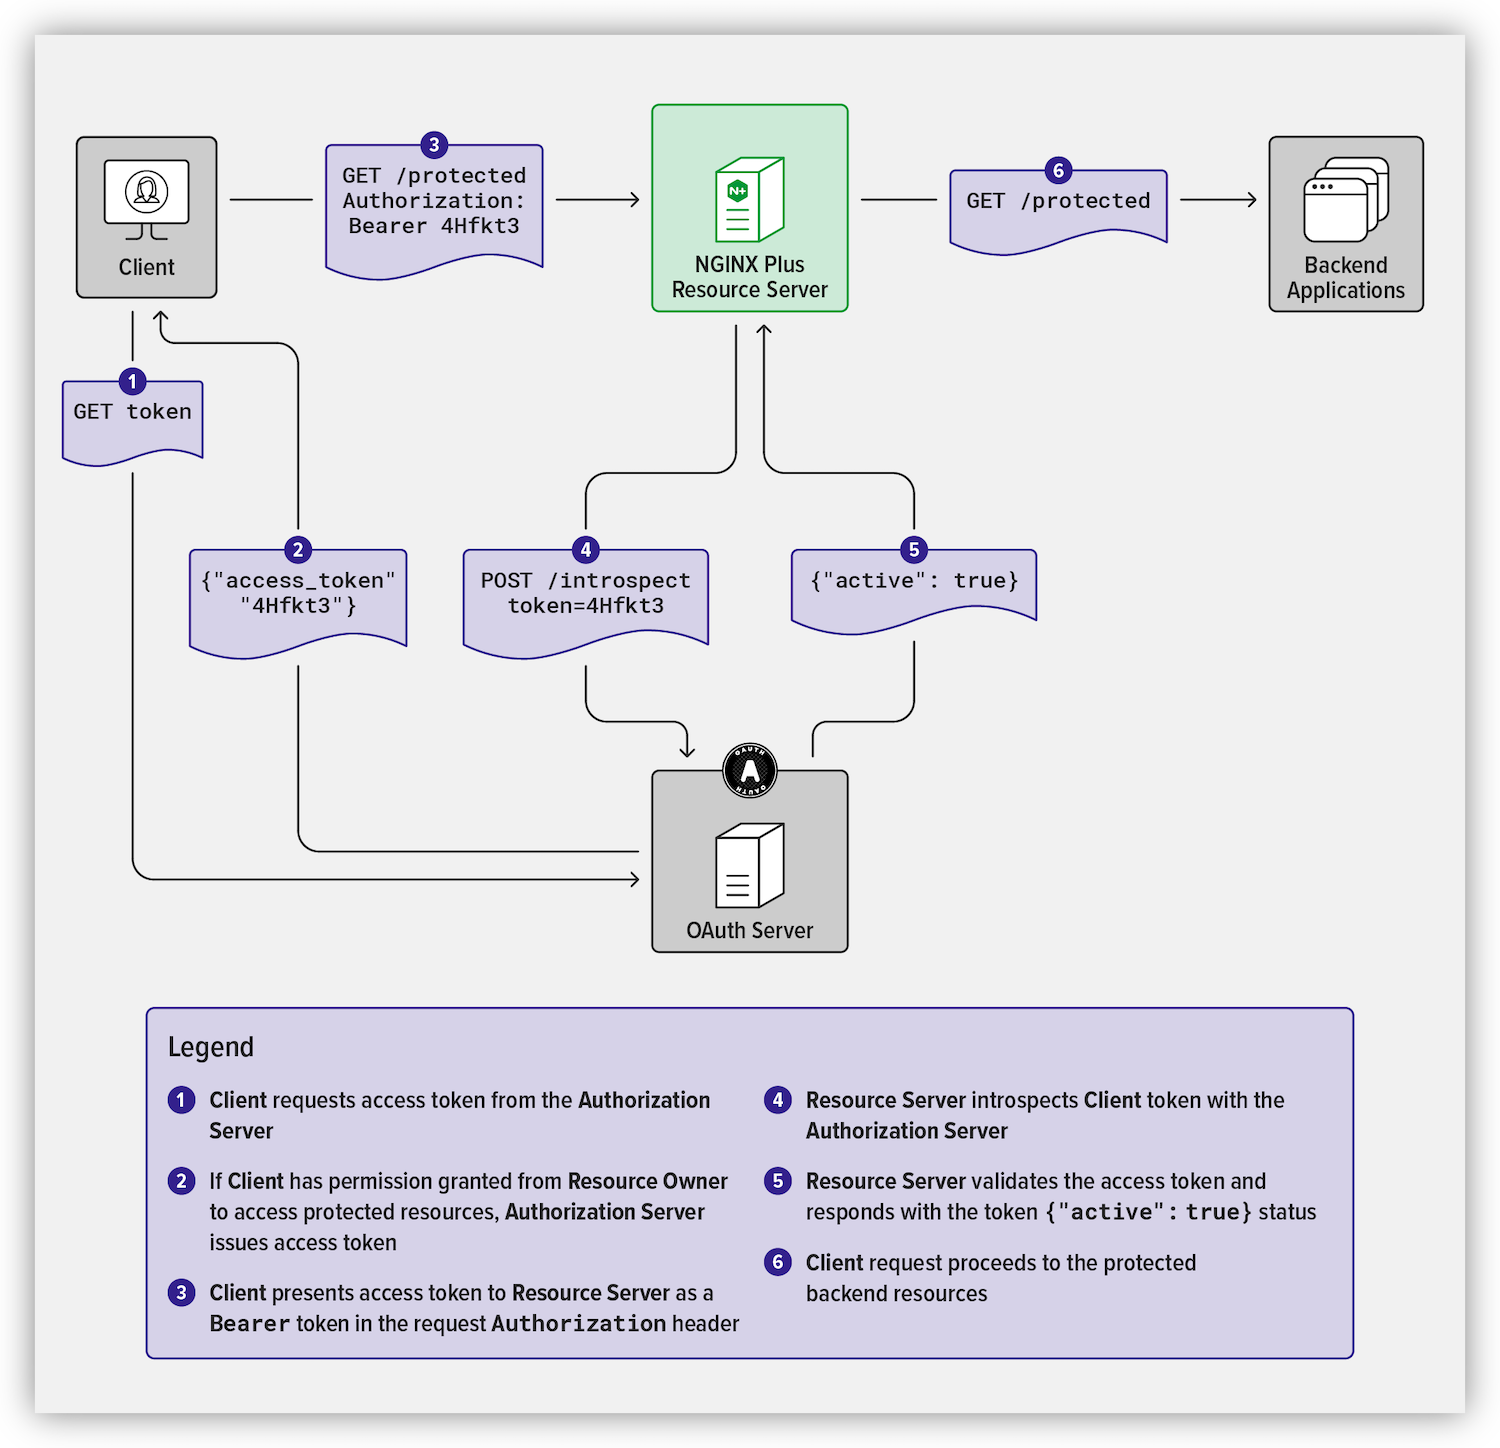 3
GET /protected
Authorization:
Bearer 4Hfkt3
6
GET /protected
N+
Client
NGINX Plus
Resource Server
Backend
Applications
1
GET token
2
{"access_token"
"4Hfkt3"}
4
POST /introspect
token=4Hfkt3
5
{"active": true}
OAUTH
A
OAUTH
OAuth Server
Legend
1 Client requests access token from the Authorization
Server
2 If Client has permission granted from Resource Owner
to access protected resources, Authorization Server
issues access token
3 Client presents access token to Resource Server as a
Bearer token in the request Authorization header
4 Resource Server introspects Client token with the
Authorization Server
5 Resource Server validates the access token and
responds with the token {"active": true} status
6 Client request proceeds to the protected
backend resources